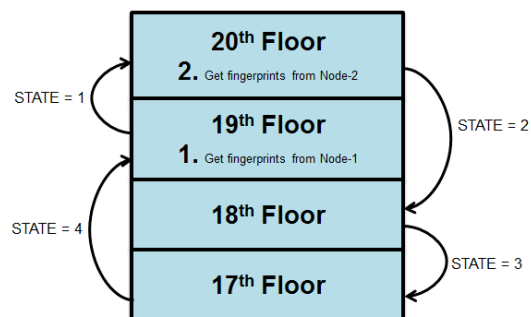 20th Floor
2. Get fingerprints from Node-2
STATE = 1
19th Floor
STATE = 2
1. Get fingerprints from Node-1
18th Floor
STATE = 4
STATE = 3
17th Floor